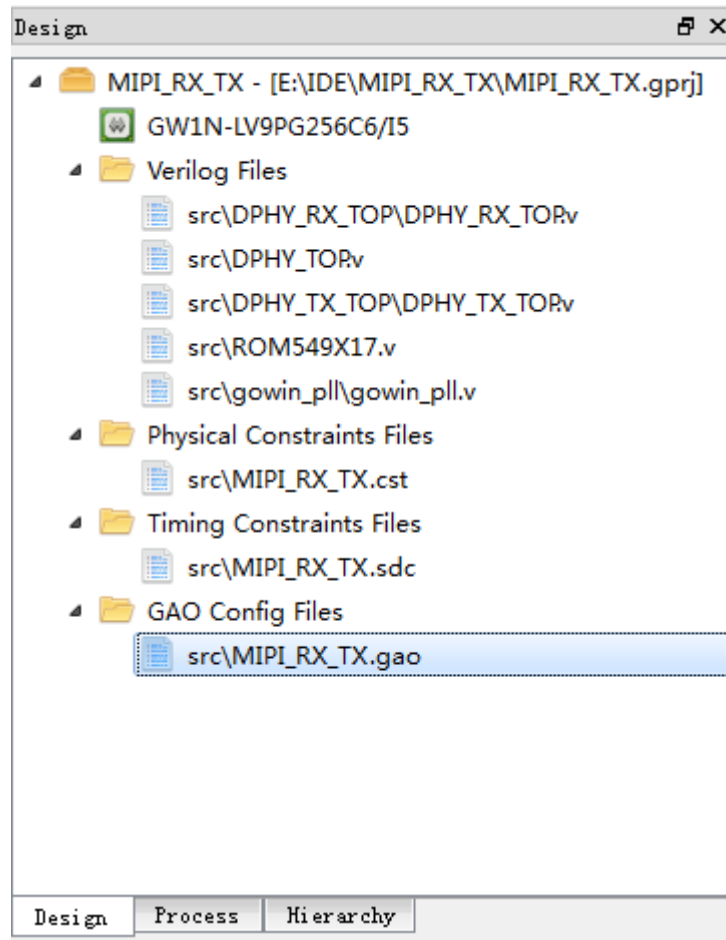 Design
MIPI_RX_TX - [E:\IDE\MIPI_RX_TX\MIPI_RX_TX.gprj]
GW1N-LV9PG256C6/I5
Verilog Files
src\DPHY_RX_TOP\DPHY_RX_TOP.v
src\DPHY_TOP.v
src\DPHY_TX_TOP\DPHY_TX_TOP.v
src\ROM549X17.v
src\gowin_pll\gowin_pll.v
Physical Constraints Files
src\MIPI_RX_TX.cst
Timing Constraints Files
src\MIPI_RX_TX.sdc
GAO Config Files
src\MIPI_RX_TX.gao
Design Process Hierarchy